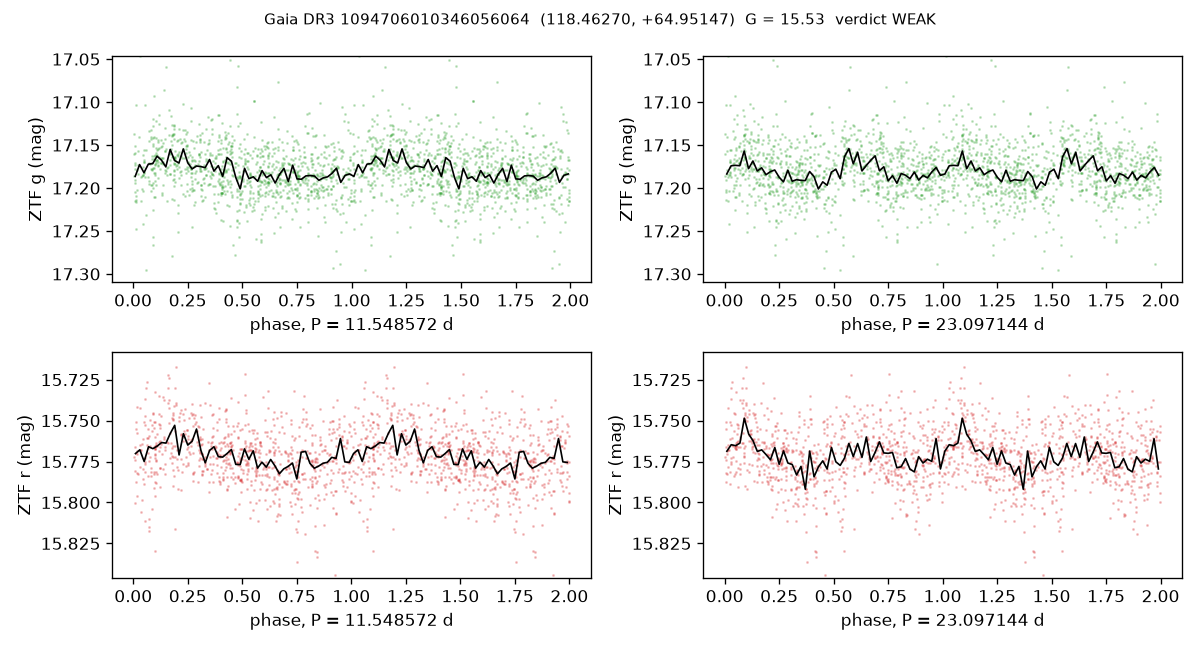 Gaia DR3 1094706010346056064 (118.46270, +64.95147) G = 15.53 verdict WEAK
17.05
17.10
17.15
17.20
17.25
17.30
ZTF g (mag)
0.00 0.25 0.50 0.75 1.00 1.25 1.50 1.75 2.00
phase, P = 11.548572 d
17.05
17.10
17.15
17.20
17.25
17.30
ZTF g (mag)
0.00 0.25 0.50 0.75 1.00 1.25 1.50 1.75 2.00
phase, P = 23.097144 d
15.725
15.750
15.775
15.800
15.825
ZTF r (mag)
0.00 0.25 0.50 0.75 1.00 1.25 1.50 1.75 2.00
phase, P = 11.548572 d
15.725
15.750
15.775
15.800
15.825
ZTF r (mag)
0.00 0.25 0.50 0.75 1.00 1.25 1.50 1.75 2.00
phase, P = 23.097144 d